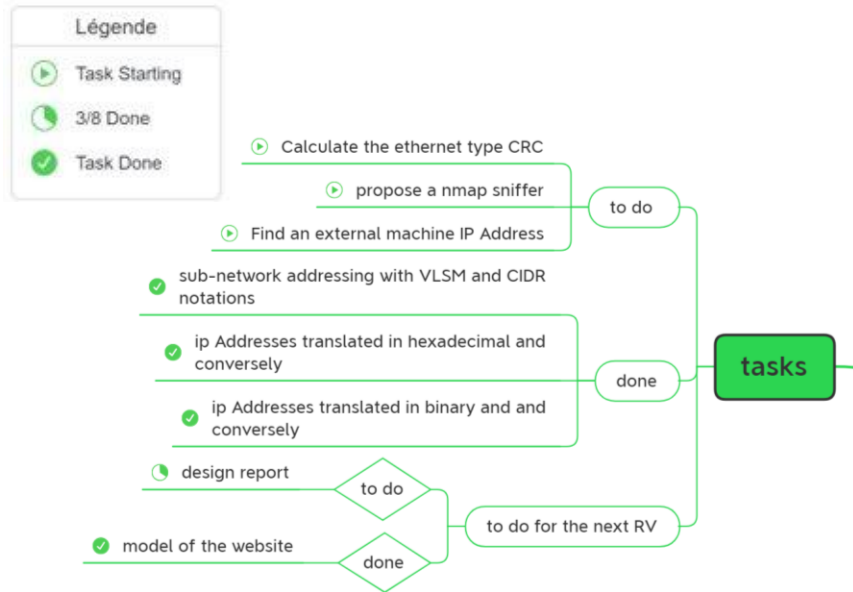 Légende
Task Starting
3/8 Done
Task Done
Calculate the ethernet type CRC
propose a nmap sniffer
Find an external machine IP Address
to do
sub-network addressing with VLSM and CIDR
notations
ip Addresses translated in hexadecimal and
conversely
ip Addresses translated in binary and and
conversely
done
tasks
design report
to do
model of the website
done
to do for the next RV